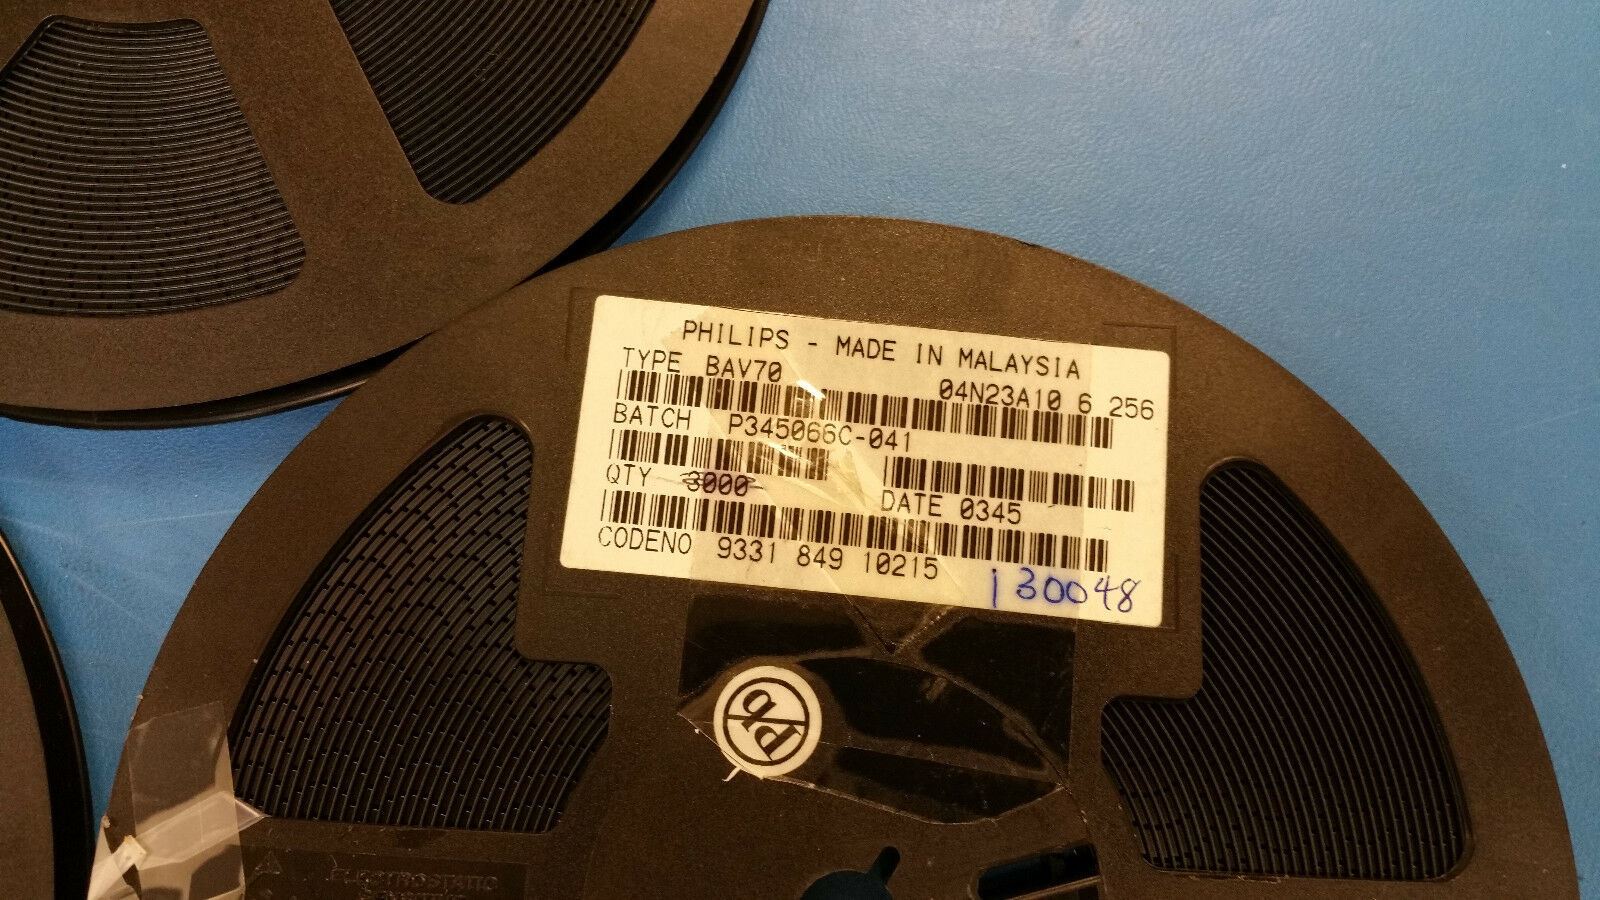 PHILIPS - MADE IN MALAYSIA
TYPE BAV70 04N23A10 6 256
BATCH P345066C-041
QTY 3000 DATE 0345
CODENO 9331 849 10215
130048
Pb
ELECTROSTATIC